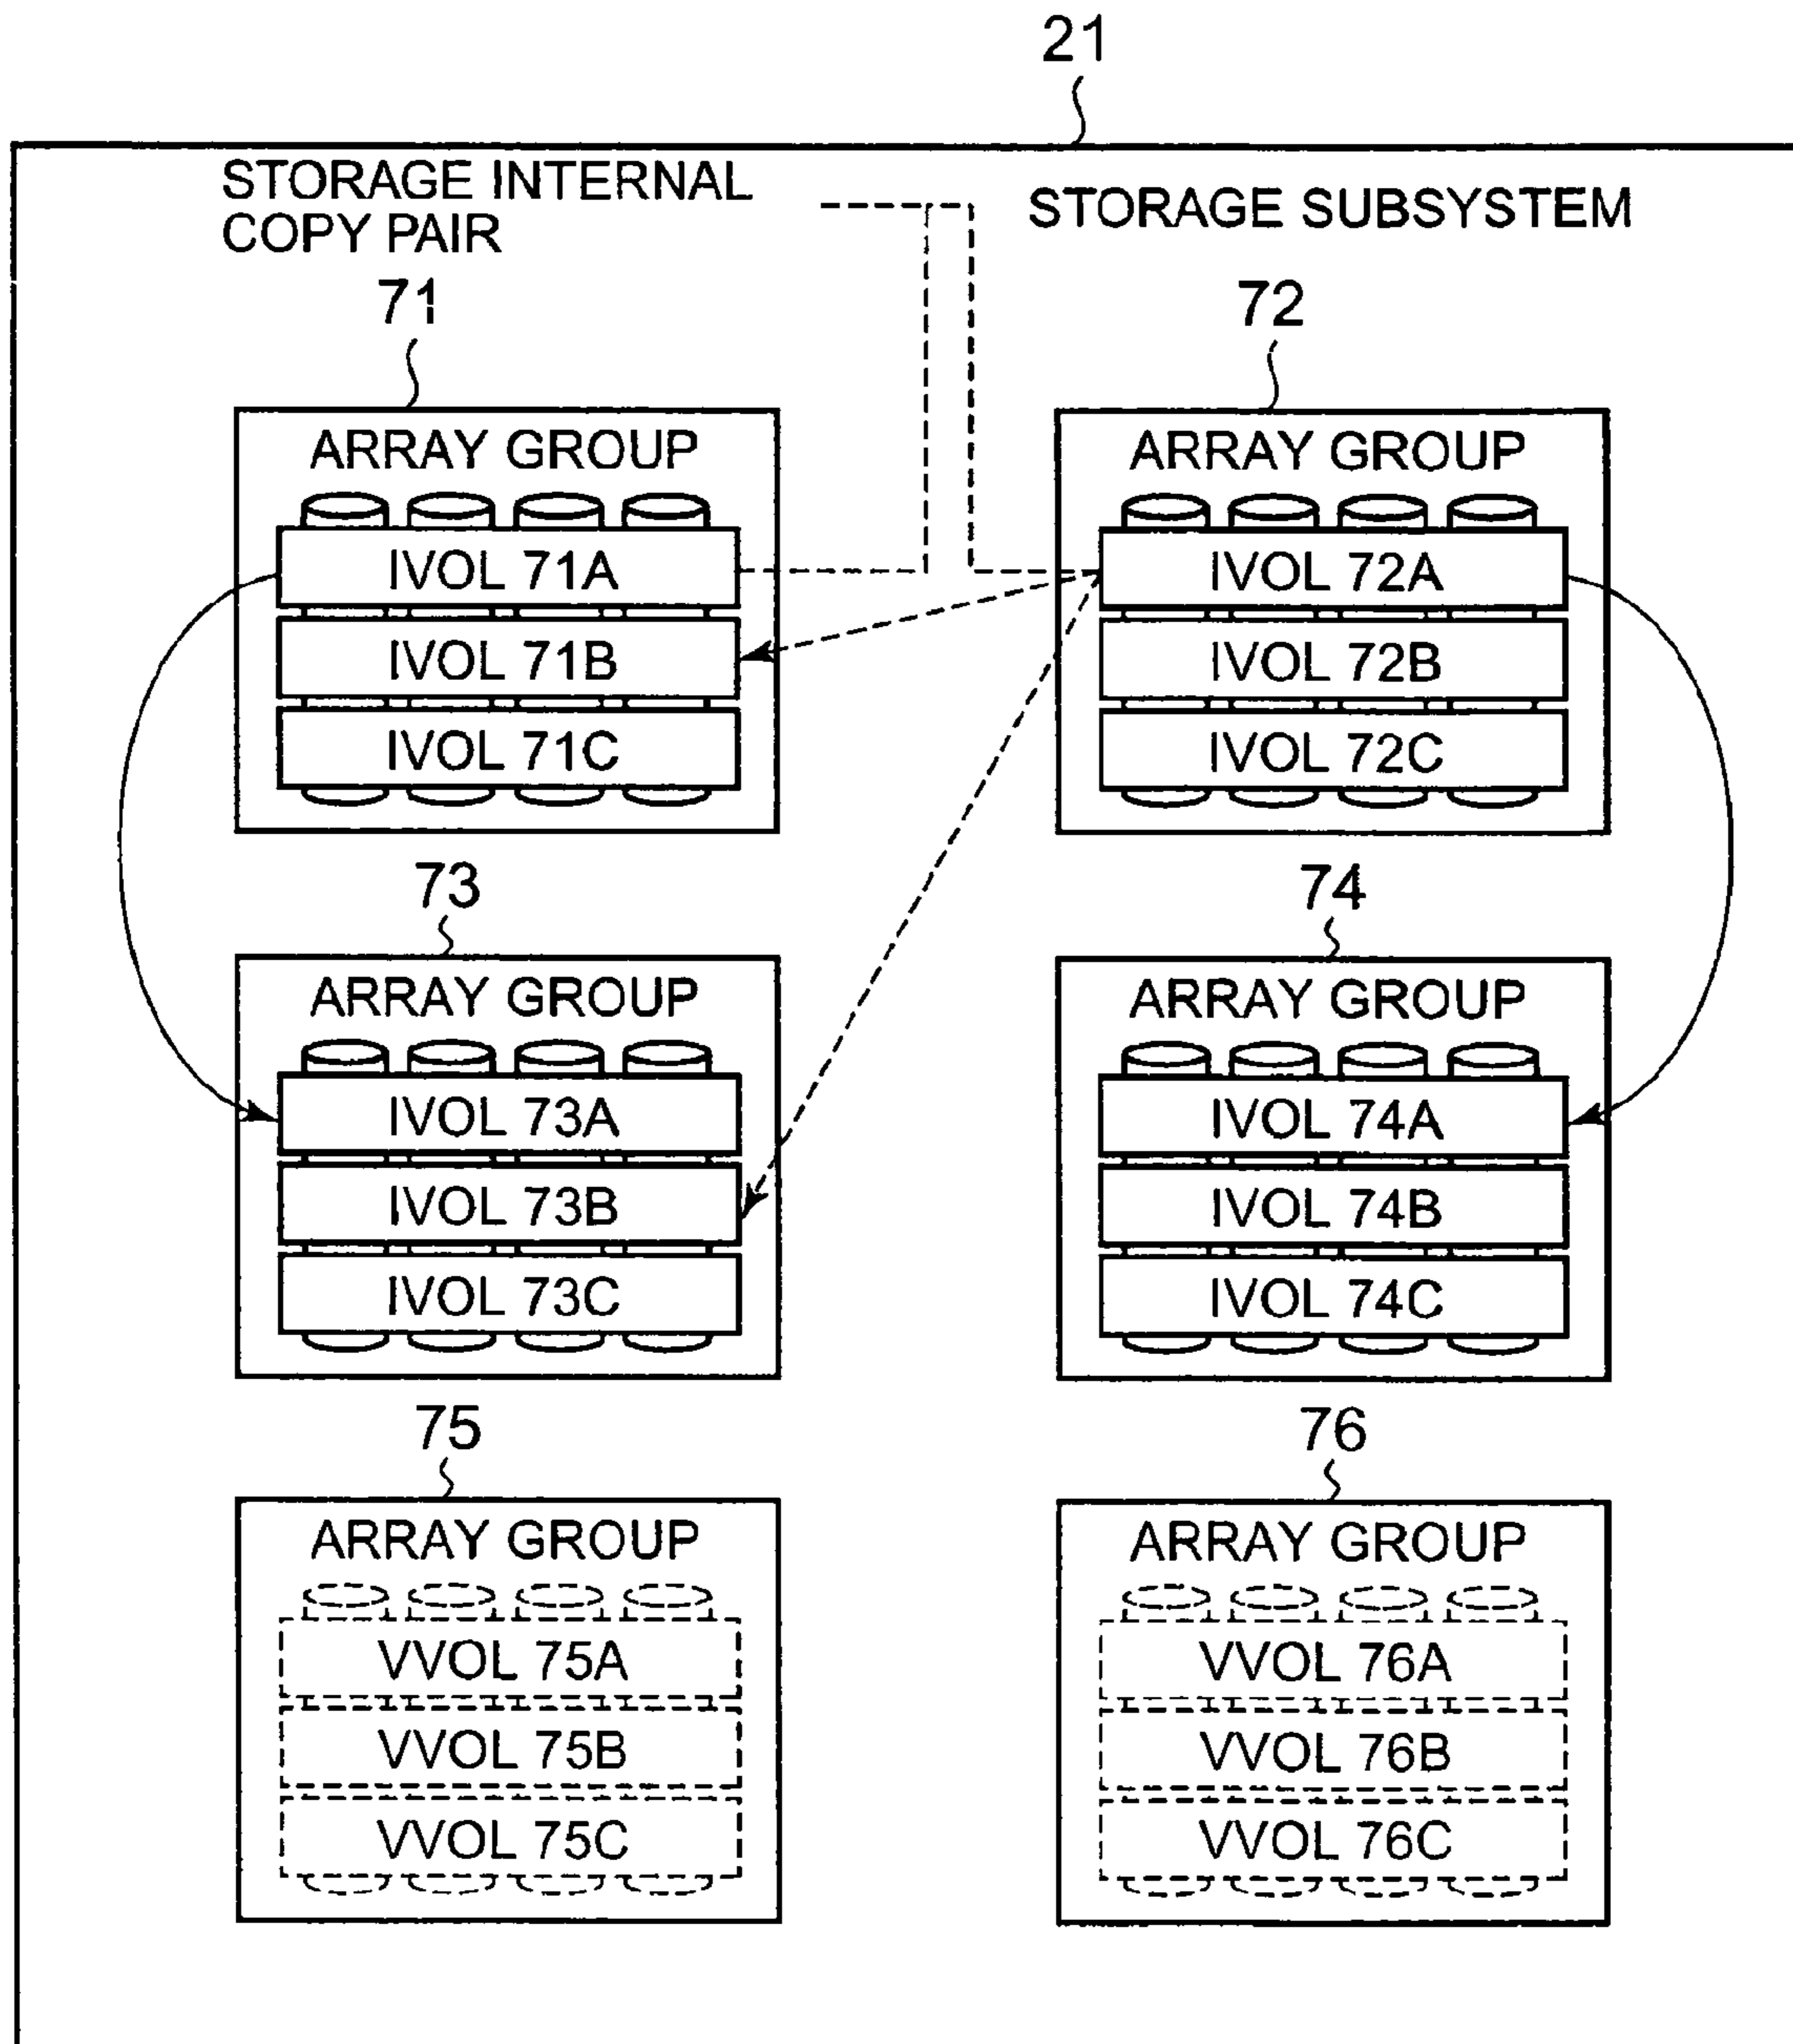 21
STORAGE INTERNAL
COPY PAIR
STORAGE SUBSYSTEM
71
72
ARRAY GROUP
IVOL 71A
IVOL 71B
IVOL 71C
ARRAY GROUP
IVOL 72A
IVOL 72B
IVOL 72C
73
74
ARRAY GROUP
IVOL 73A
IVOL 73B
IVOL 73C
ARRAY GROUP
IVOL 74A
IVOL 74B
IVOL 74C
75
76
ARRAY GROUP
VVOL 75A
VVOL 75B
VVOL 75C
ARRAY GROUP
VVOL 76A
VVOL 76B
VVOL 76C